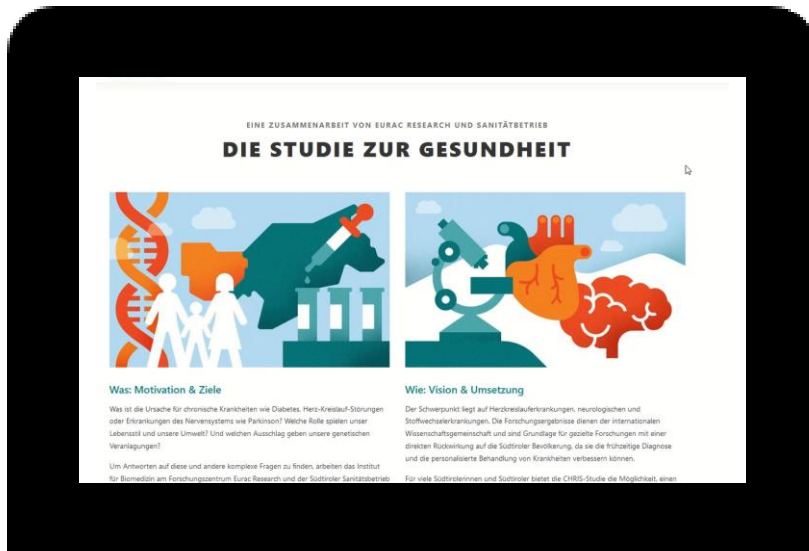 EINE ZUSAMMENARBEIT VON EURAC RESEARCH UND SANITÄTBETRIEB
DIE STUDIE ZUR GESUNDHEIT
Was: Motivation & Ziele
Was ist die Ursache für chronische Krankheiten wie Diabetes, Herz-Kreislauf-Störungen
oder Erkrankungen des Nervensystems wie Parkinson? Welche Rolle spielen unser
Lebensstil und unsere Umwelt? Und welchen Ausschlag geben unsere genetischen
Veranlagungen?
Um Antworten auf diese und andere komplexe Fragen zu finden, arbeiten das Institut
für Biomedizin am Forschungszentrum Eurac Research und der Südtiroler Sanitätsbetrieb
Wie: Vision & Umsetzung
Der Schwerpunkt liegt auf Herzkreislauferkrankungen, neurologischen und
Stoffwechselerkrankungen. Die Forschungsergebnisse dienen der internationalen
Wissenschaftsgemeinschaft und sind Grundlage für gezielte Forschungen mit einer
direkten Rückwirkung auf die Südtiroler Bevölkerung, da sie die frühzeitige Diagnose
und die personalisierte Behandlung von Krankheiten verbessern können.
Für viele Südtirolerinnen und Südtiroler bietet die CHRIS-Studie die Möglichkeit, einen